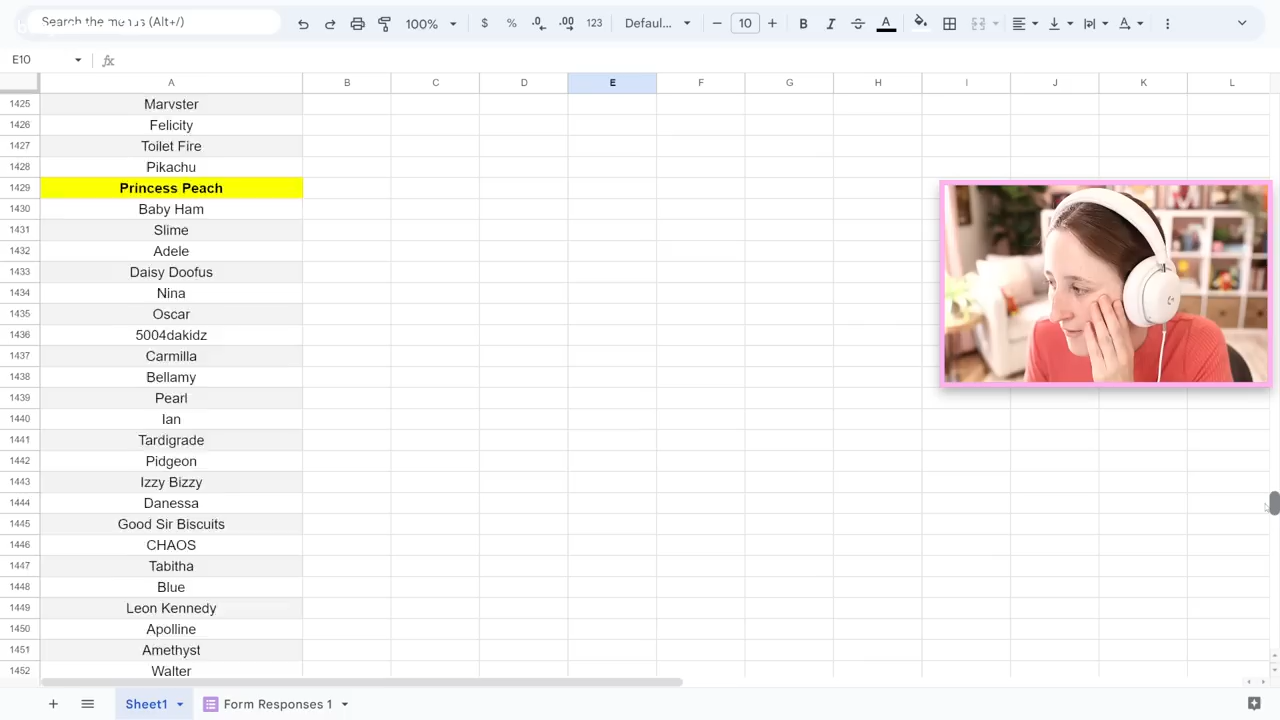 Search the menus (Alt+/)
100% $ % .0 .00 123 Defaul... 10 B I A
E10 fx
A B C D E F G H I J K L
1425 Marvster
1426 Felicity
1427 Toilet Fire
1428 Pikachu
1429 Princess Peach
1430 Baby Ham
1431 Slime
1432 Adele
1433 Daisy Doofus
1434 Nina
1435 Oscar
1436 5004dakidz
1437 Carmilla
1438 Bellamy
1439 Pearl
1440 Ian
1441 Tardigrade
1442 Pidgeon
1443 Izzy Bizzy
1444 Danessa
1445 Good Sir Biscuits
1446 CHAOS
1447 Tabitha
1448 Blue
1449 Leon Kennedy
1450 Apolline
1451 Amethyst
1452 Walter
Sheet1 Form Responses 1